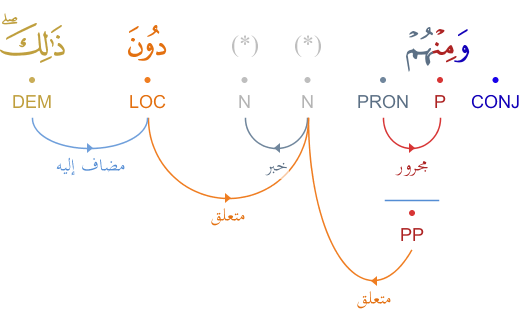 وَمِنْهُمْ (*) (*) دُونَ ذَٰلِكَ ۖ
DEM LOC N N PRON P CONJ
مضاف إليه خبر مجرور
متعلق
PP
متعلق